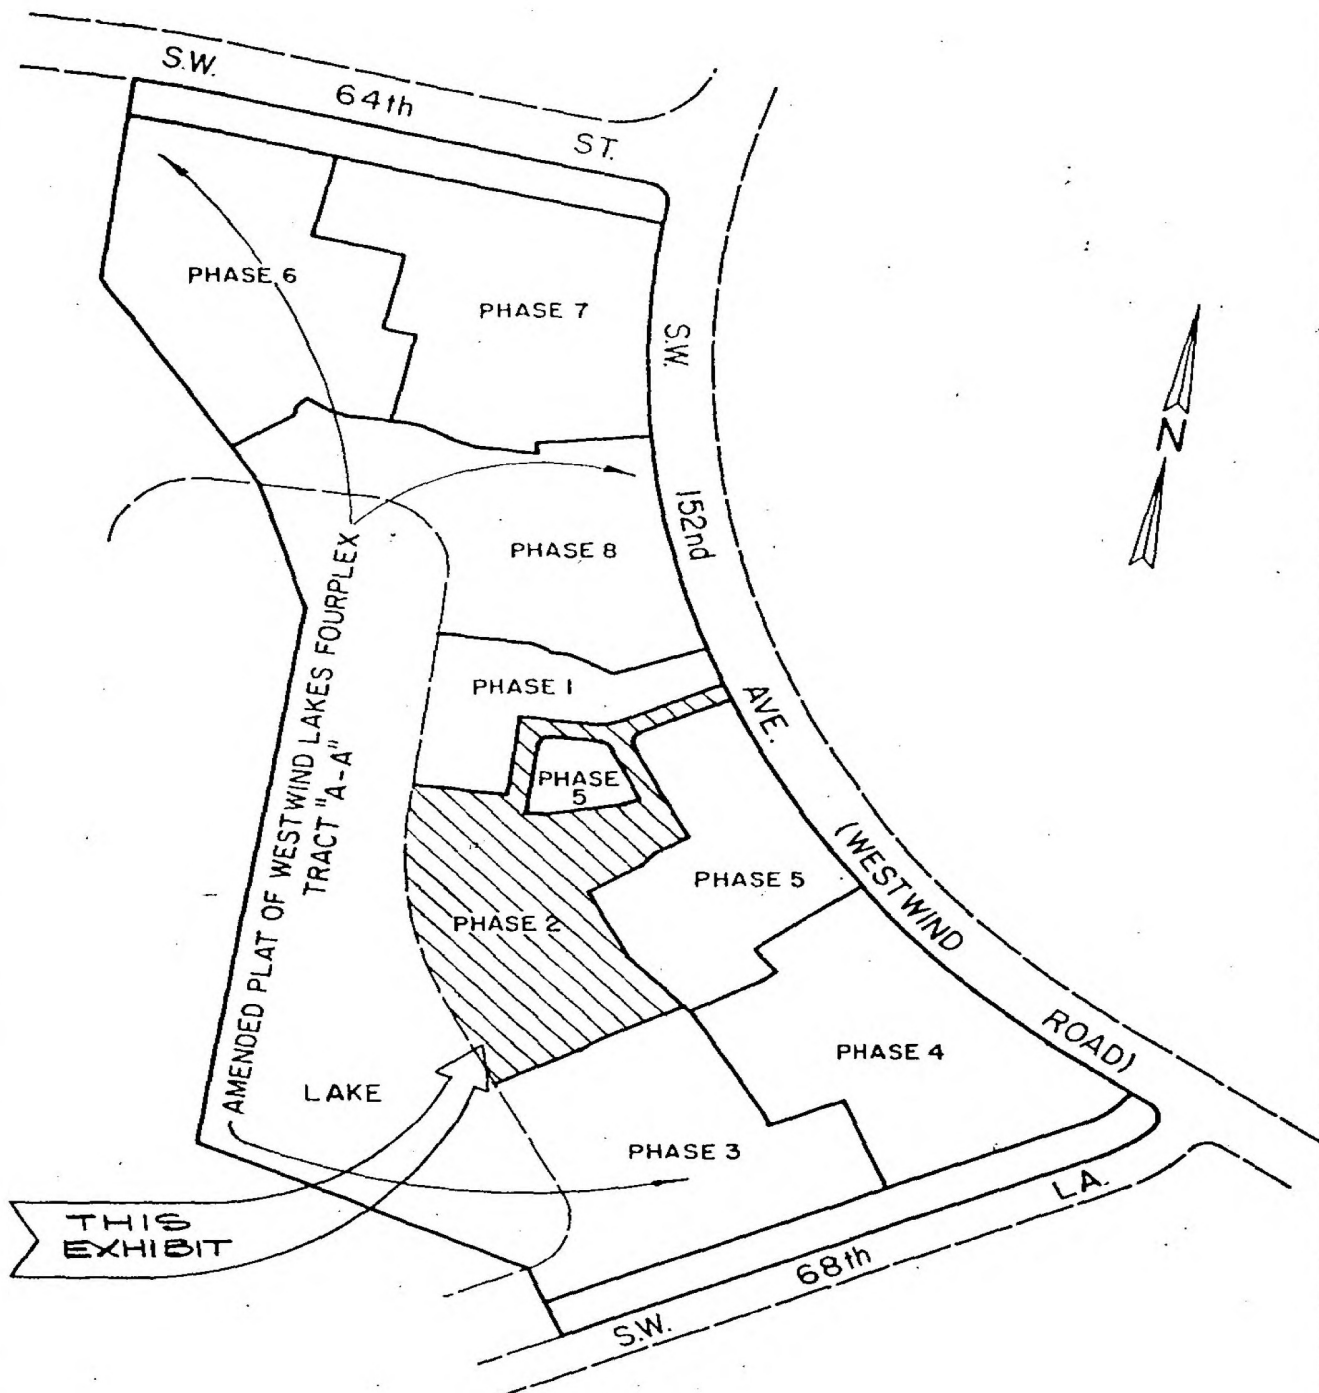 S.W. 64th ST.
PHASE 6
PHASE 7
S.W. 152nd AVE. (WESTWIND ROAD)
N
PHASE 8
AMENDED PLAT OF WESTWIND LAKES FOURPLEX
TRACT "A-A"
PHASE 1
PHASE
5
PHASE 5
PHASE 2
PHASE 4
LAKE
PHASE 3
THIS
EXHIBIT
S.W. 68th LA.